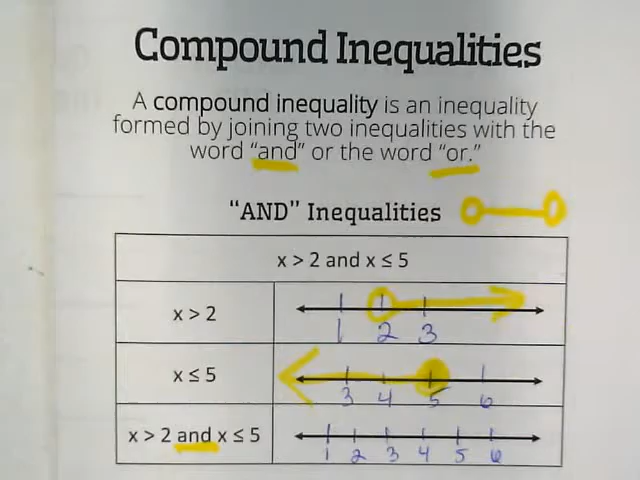 Compound Inequalities
A compound inequality is an inequality
formed by joining two inequalities with the
word “and” or the word “or.”
“AND” Inequalities
x > 2 and x ≤ 5
x > 2
1 2 3
x ≤ 5
3 4 5 6
x > 2 and x ≤ 5
1 2 3 4 5 6